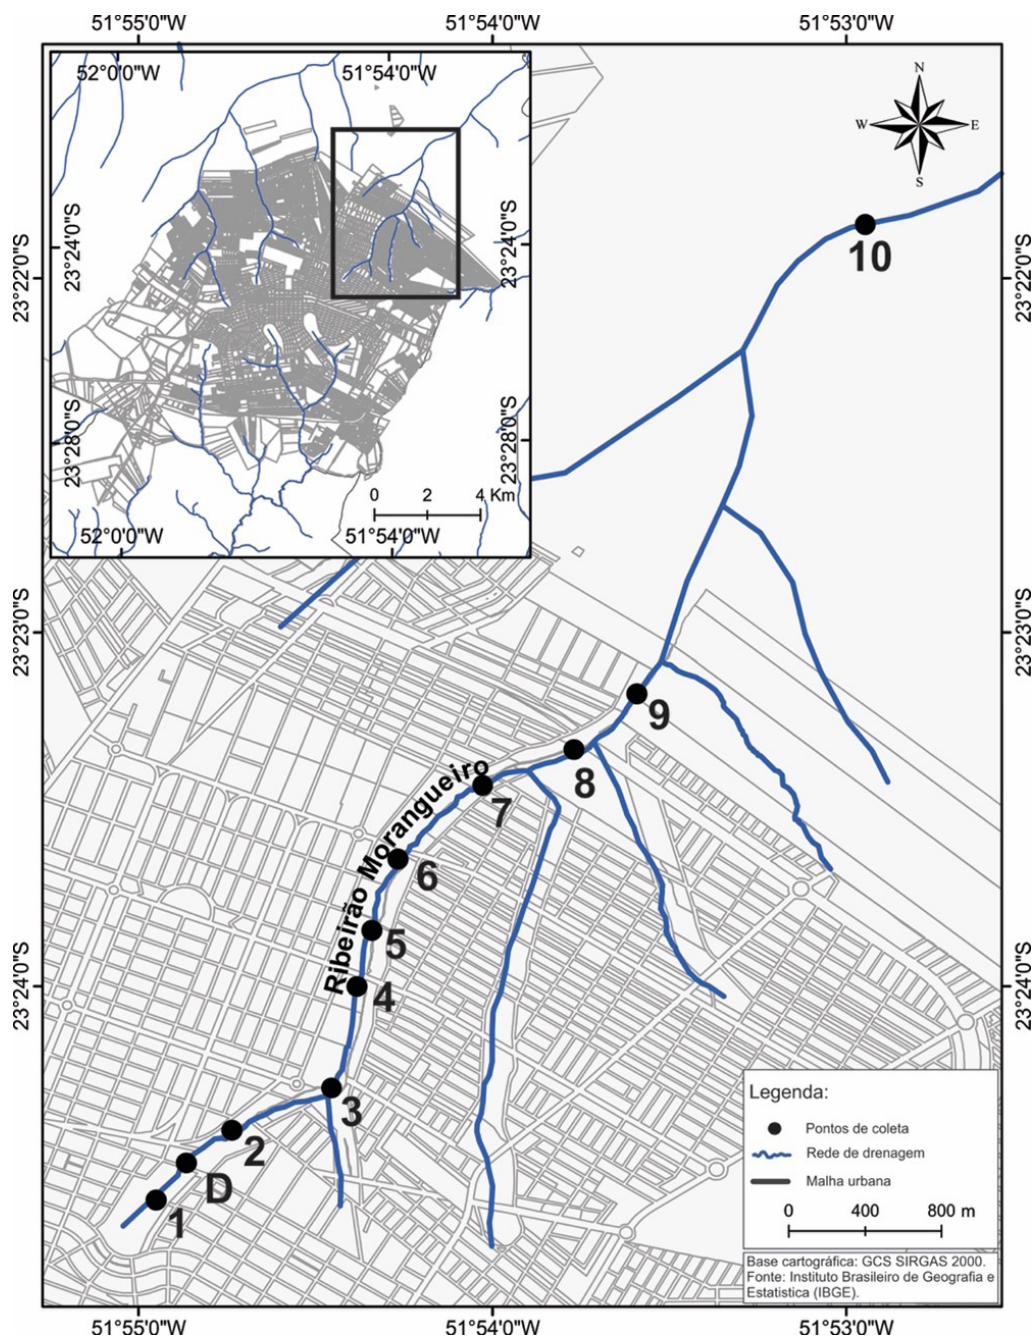 51°55'0"W
51°54'0"W
51°53'0"W
52°0'0"W
51°54'0"W
N
W
E
S
23°24'0"S
23°24'0"S
23°22'0"S
23°22'0"S
10
23°28'0"S
23°28'0"S
0
2
4 Km
52°0'0"W
51°54'0"W
23°23'0"S
23°23'0"S
9
8
7
Ribeirão Morangueiro
6
5
4
23°24'0"S
23°24'0"S
3
2
D
1
Legenda:
Pontos de coleta
Rede de drenagem
Malha urbana
0
400
800 m
Base cartográfica: GCS SIRGAS 2000.
Fonte: Instituto Brasileiro de Geografia e
Estatistica (IBGE).
51°55'0"W
51°54'0"W
51°53'0"W